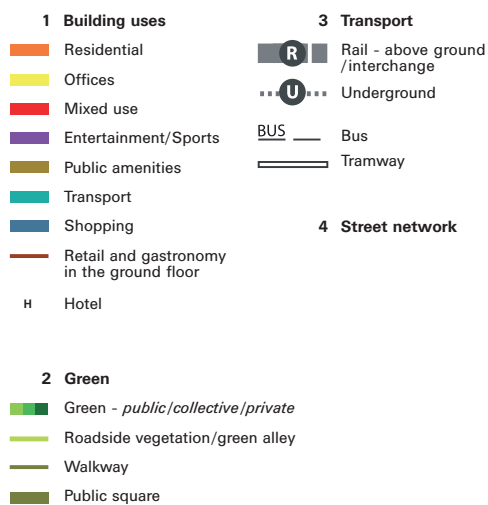 1 Building uses
Residential
Offices
Mixed use
Entertainment/Sports
Public amenities
Transport
Shopping
Retail and gastronomy
in the ground floor
H Hotel
2 Green
Green - public/collective/private
Roadside vegetation/green alley
Walkway
Public square
3 Transport
R Rail - above ground
/interchange
U Underground
BUS Bus
Tramway
4 Street network